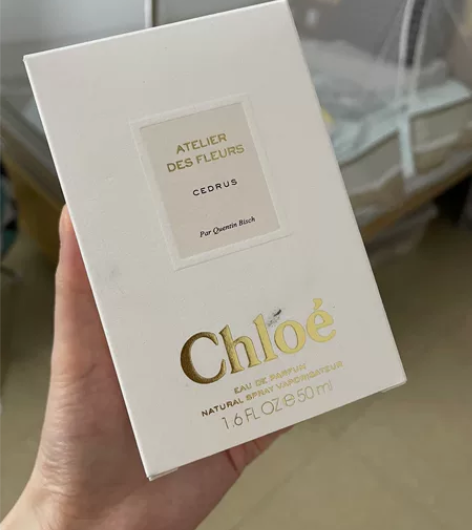 ATELIER
DES FLEURS
CEDRUS
Par Quentin Bisch
Chloé
EAU DE PARFUM
NATURAL SPRAY VAPORISATEUR
1.6 FL OZ e 50 ml